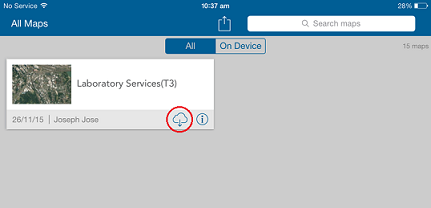 No Service 10:37 am 28%
All Maps Search maps
All On Device 15 maps
Laboratory Services(T3)
26/11/15 | Joseph Jose